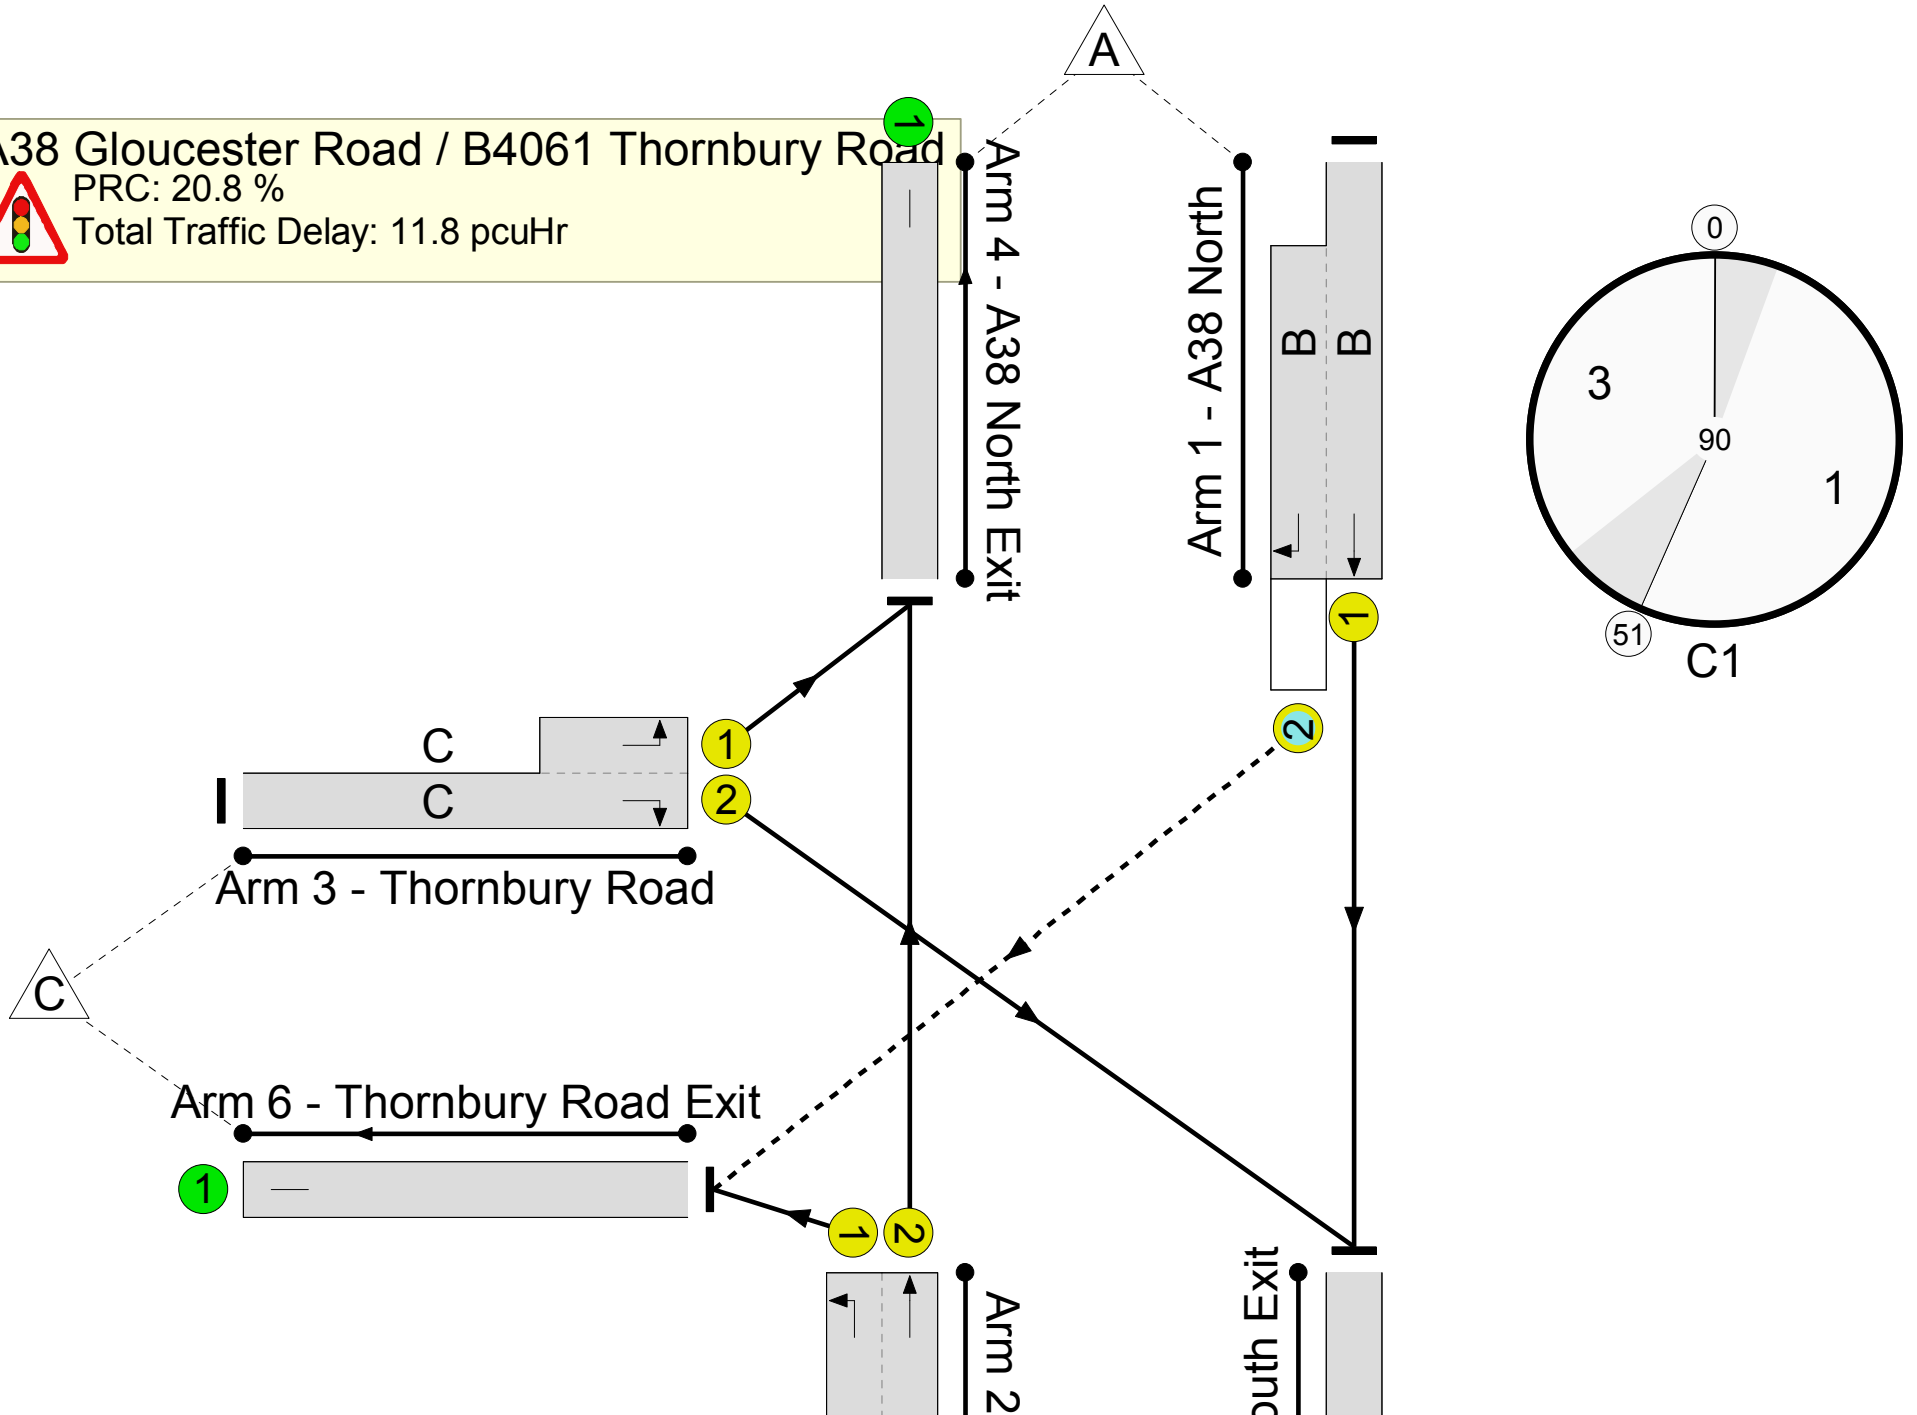 A
A38 Gloucester Road / B4061 Thornbury Road
PRC: 20.8 %
Total Traffic Delay: 11.8 pcuHr
1
Arm 4 - A38 North Exit
Arm 1 - A38 North
B
B
1
2
0
3
90
1
51
C1
C
C
1
2
Arm 3 - Thornbury Road
C
Arm 6 - Thornbury Road Exit
1
1
2
Arm 2
outh Exit